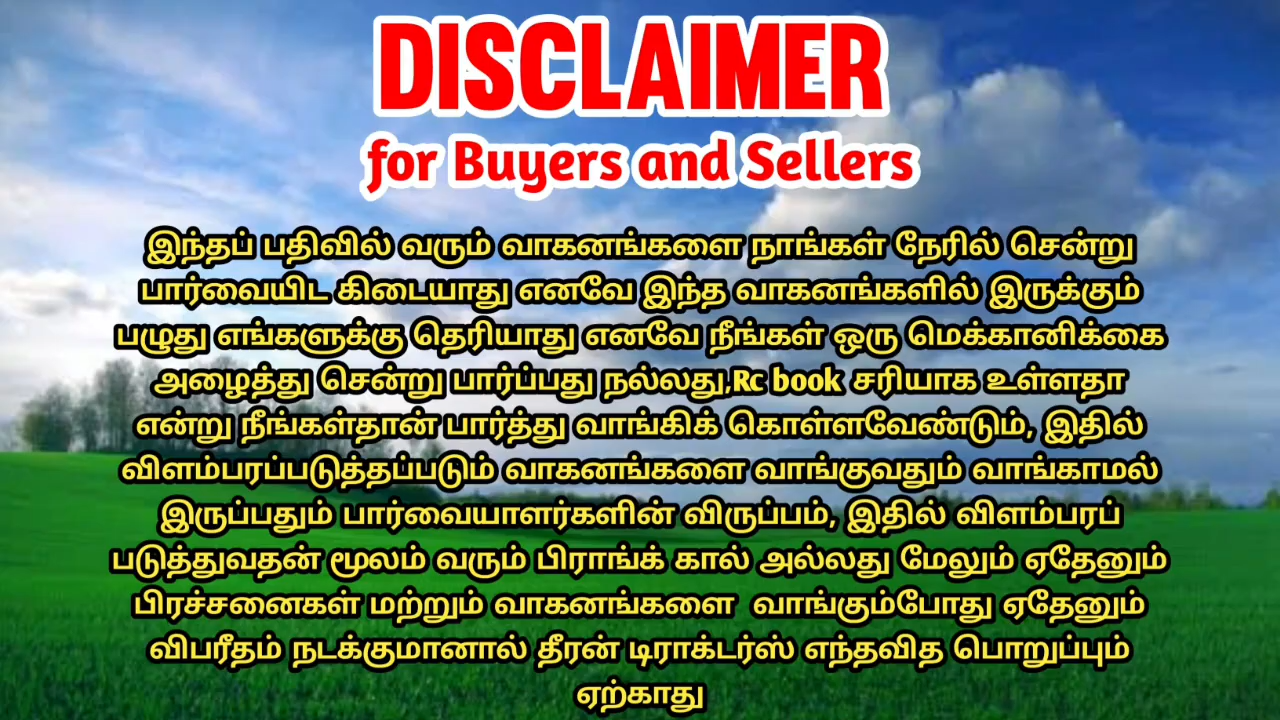 DISCLAIMER
for Buyers and Sellers
இந்தப் பதிவில் வரும் வாகனங்களை நாங்கள் நேரில் சென்று
பார்வையிட கிடையாது எனவே இந்த வாகனங்களில் இருக்கும்
பழுது எங்களுக்கு தெரியாது எனவே நீங்கள் ஒரு மெக்கானிக்கை
அழைத்து சென்று பார்ப்பது நல்லது,Rc book சரியாக உள்ளதா
என்று நீங்கள்தான் பார்த்து வாங்கிக் கொள்ளவேண்டும், இதில்
விளம்பரப்படுத்தப்படும் வாகனங்களை வாங்குவதும் வாங்காமல்
இருப்பதும் பார்வையாளர்களின் விருப்பம், இதில் விளம்பரப்
படுத்துவதன் மூலம் வரும் பிராங்க் கால் அல்லது மேலும் ஏதேனும்
பிரச்சனைகள் மற்றும் வாகனங்களை வாங்கும்போது ஏதேனும்
விபரீதம் நடக்குமானால் தீரன் டிராக்டர்ஸ் எந்தவித பொறுப்பும்
ஏற்காது